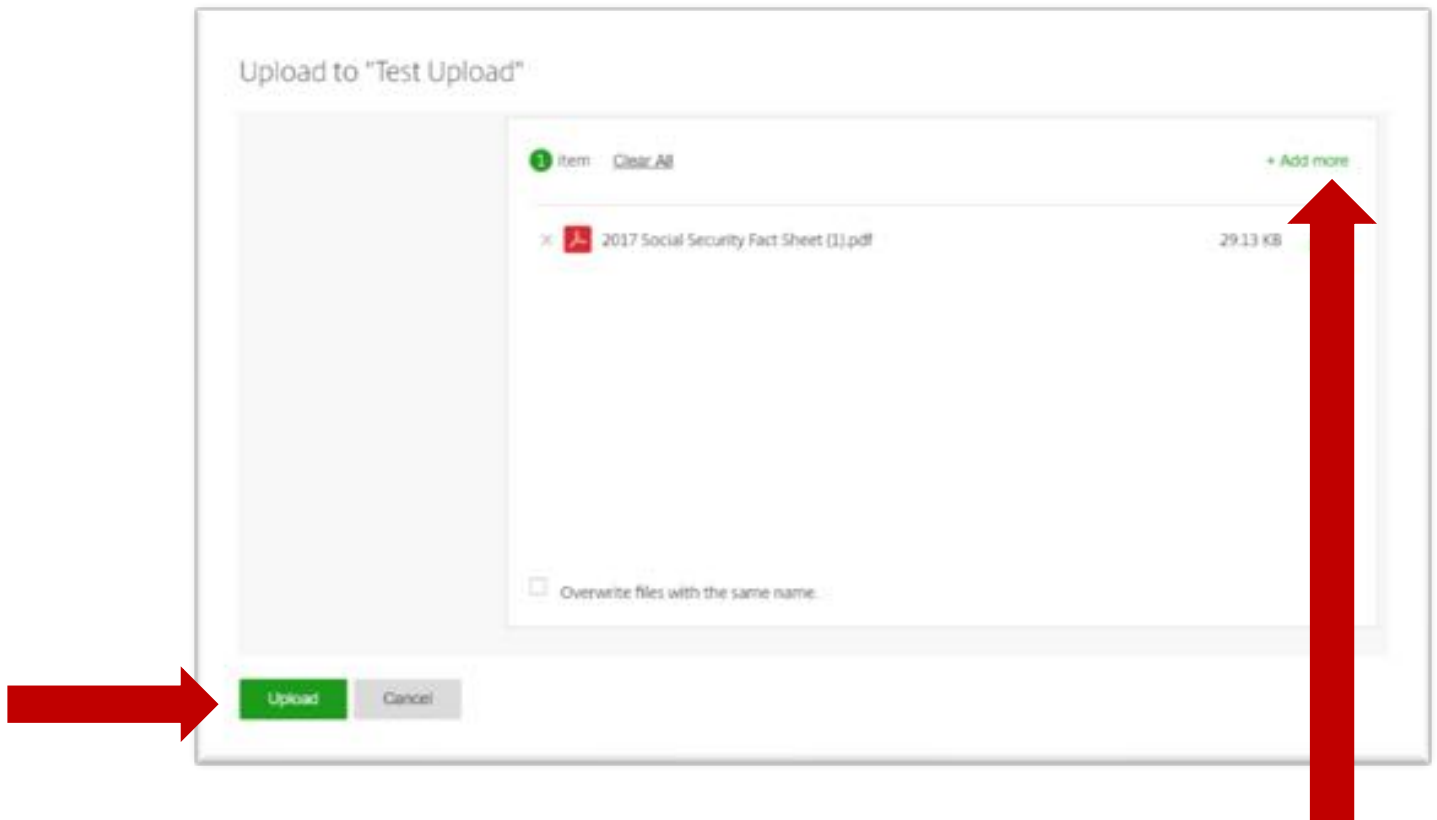 Upload to "Test Upload"
1 item Clear All + Add more
× 2017 Social Security Fact Sheet (1).pdf 29.13 KB
Overwrite files with the same name.
Upload Cancel